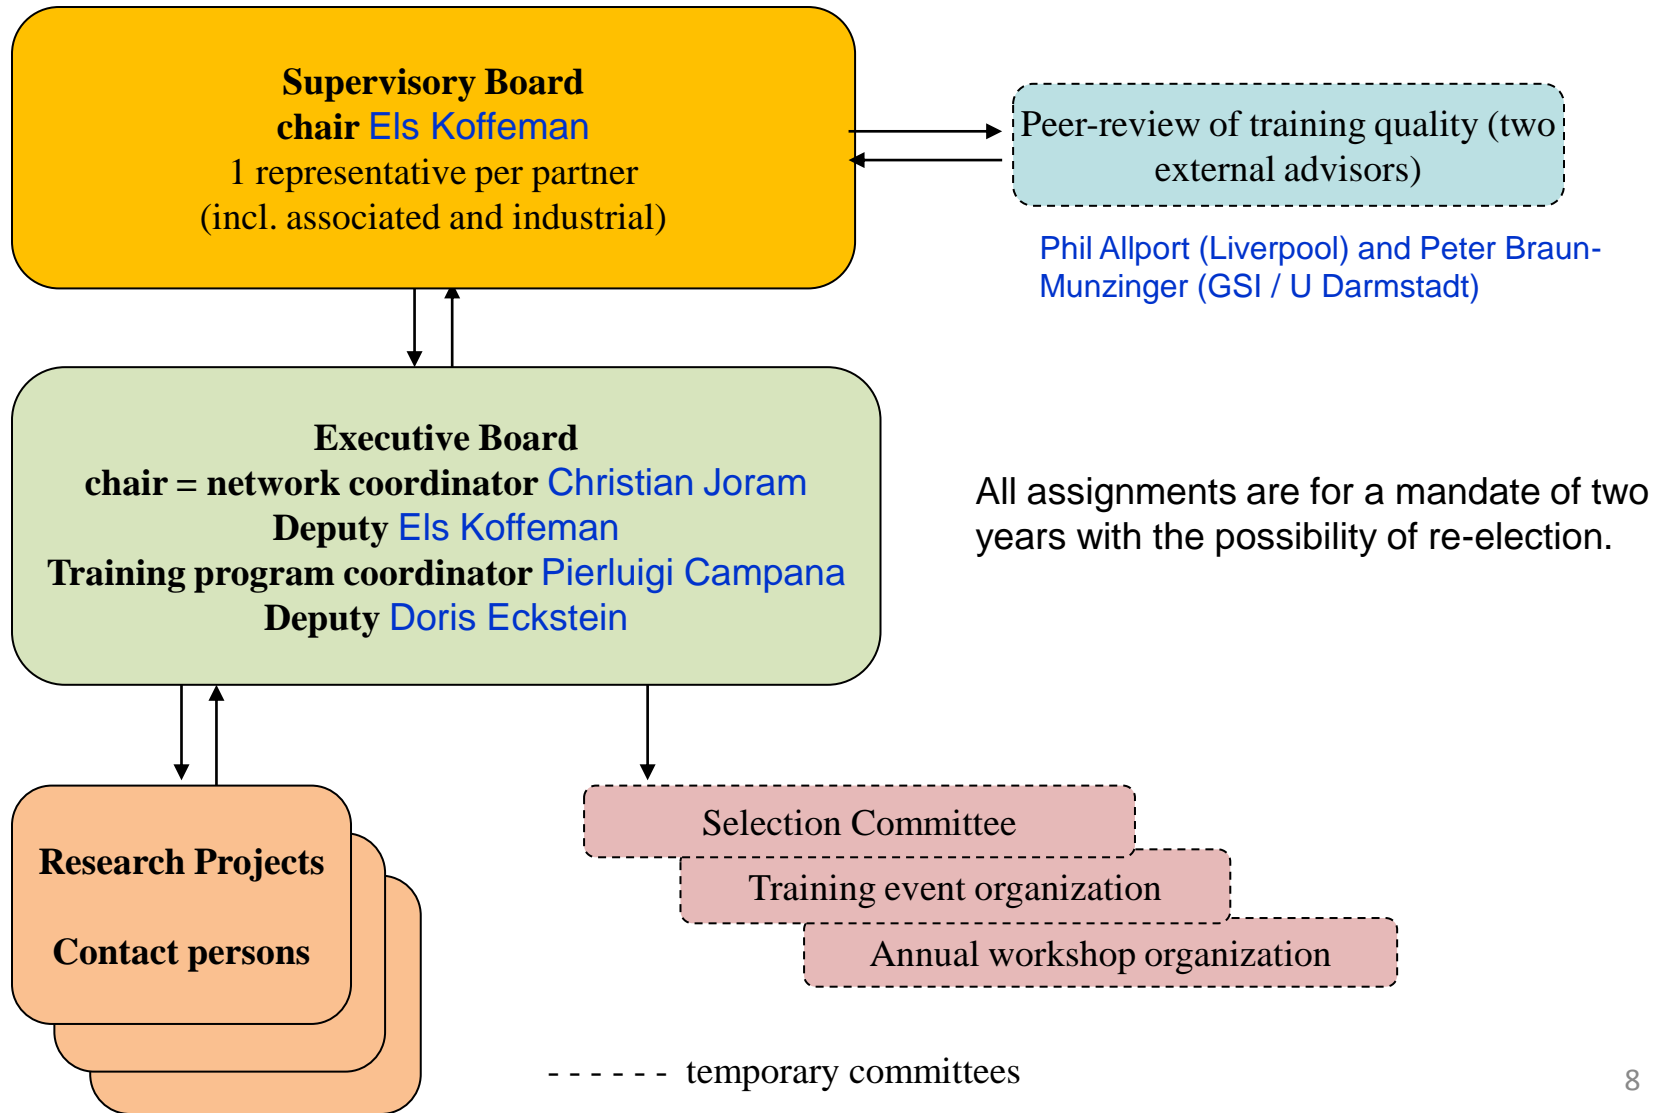 Supervisory Board
chair Els Koffeman
1 representative per partner
(incl. associated and industrial)
Peer-review of training quality (two
external advisors)
Phil Allport (Liverpool) and Peter Braun-
Munzinger (GSI / U Darmstadt)
Executive Board
chair = network coordinator Christian Joram
Deputy Els Koffeman
Training program coordinator Pierluigi Campana
Deputy Doris Eckstein
All assignments are for a mandate of two
years with the possibility of re-election.
Research Projects
Contact persons
Selection Committee
Training event organization
Annual workshop organization
- - - - - - temporary committees
8